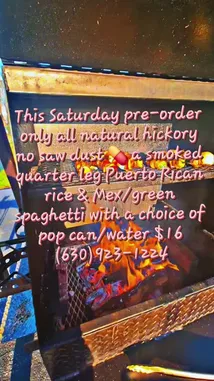 This Saturday pre-order
only all natural hickory
no saw dust a smoked
quarter leg Puerto Rican
rice & Mex/green
spaghetti with a choice of
pop can/water $16
(630)923-1224